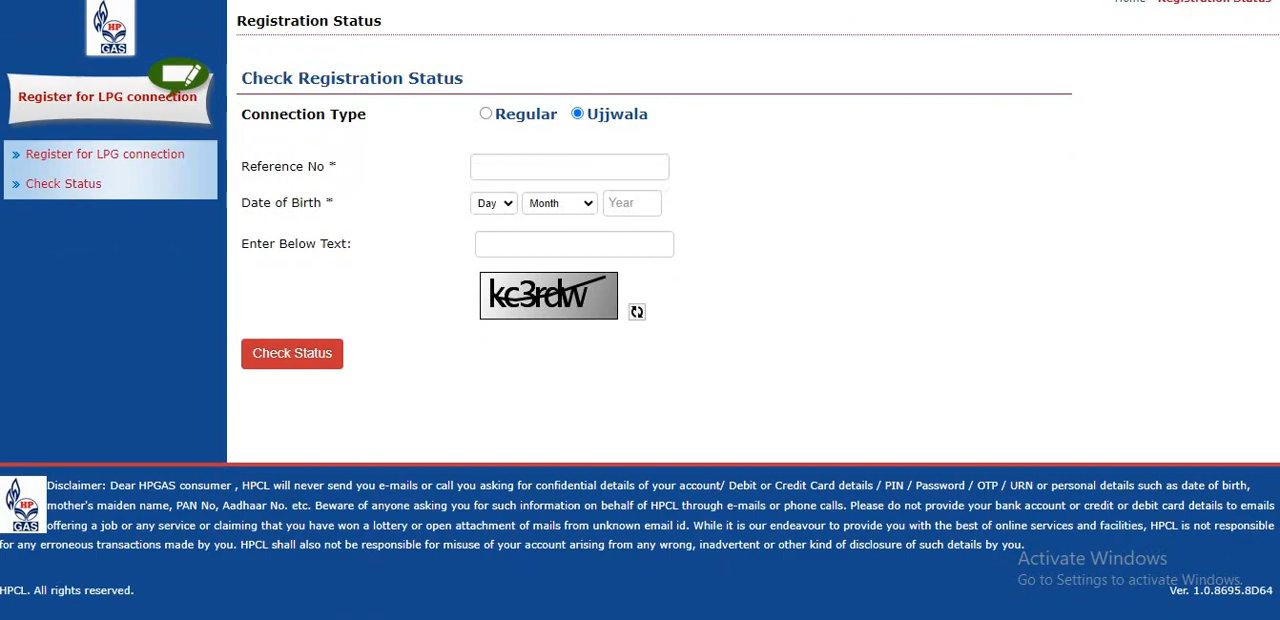 Registration Status
HP
GAS
Register for LPG connection
Register for LPG connection
Check Status
Check Registration Status
Connection Type Regular Ujjwala
Reference No *
Date of Birth * Day Month Year
Enter Below Text:
kc3rdw
Check Status
HP
GAS
Disclaimer: Dear HPGAS consumer , HPCL will never send you e-mails or call you asking for confidential details of your account/ Debit or Credit Card details / PIN / Password / OTP / URN or personal details such as date of birth,
mother's maiden name, PAN No, Aadhaar No. etc. Beware of anyone asking you for such information on behalf of HPCL through e-mails or phone calls. Please do not provide your bank account or credit or debit card details to emails
offering a job or any service or claiming that you have won a lottery or open attachment of mails from unknown email id. While it is our endeavour to provide you with the best of online services and facilities, HPCL is not responsible
for any erroneous transactions made by you. HPCL shall also not be responsible for misuse of your account arising from any wrong, inadvertent or other kind of disclosure of such details by you.
Activate Windows
Go to Settings to activate Windows.
HPCL. All rights reserved.
Ver. 1.0.8695.8D64